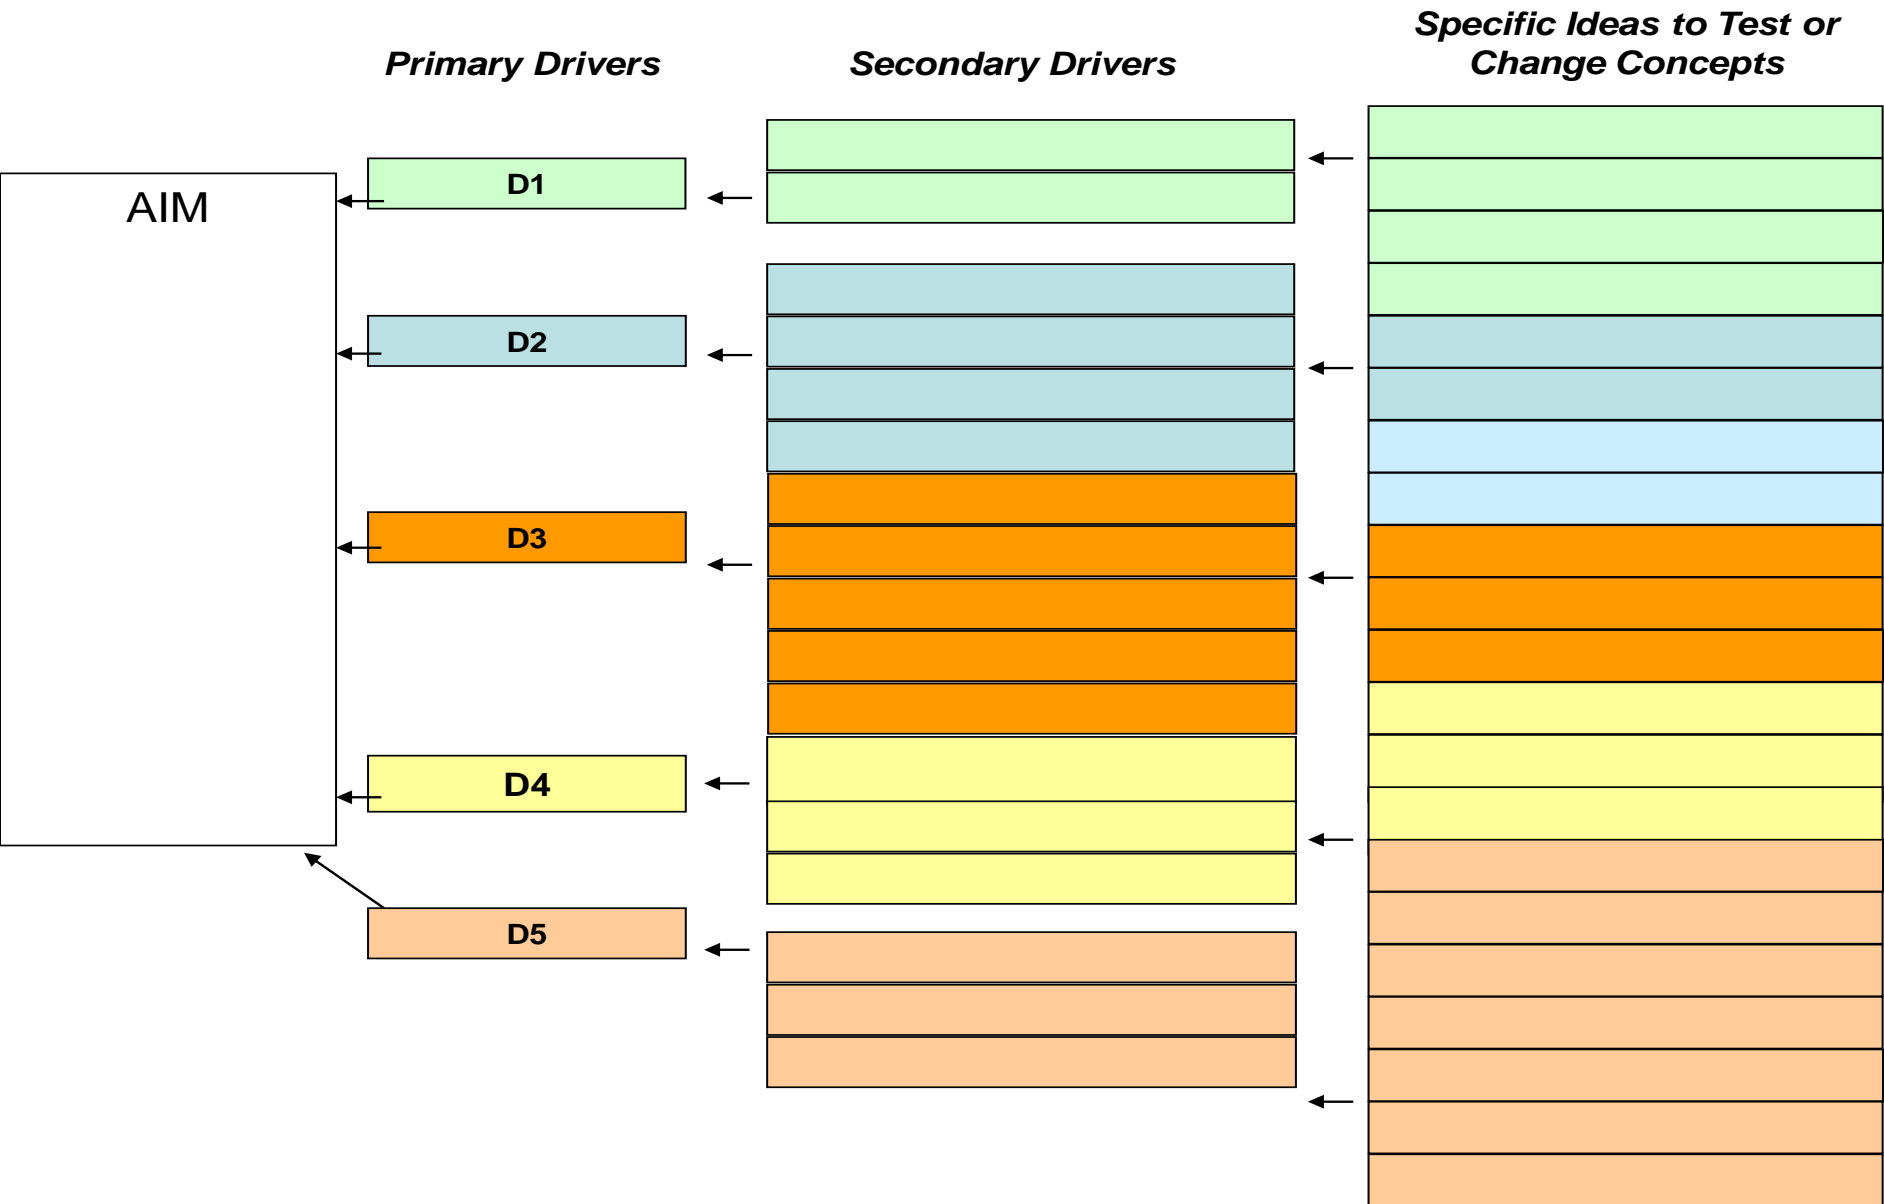 Specific Ideas to Test or
Change Concepts
Primary Drivers
Secondary Drivers
AIM
D1
D2
D3
D4
D5